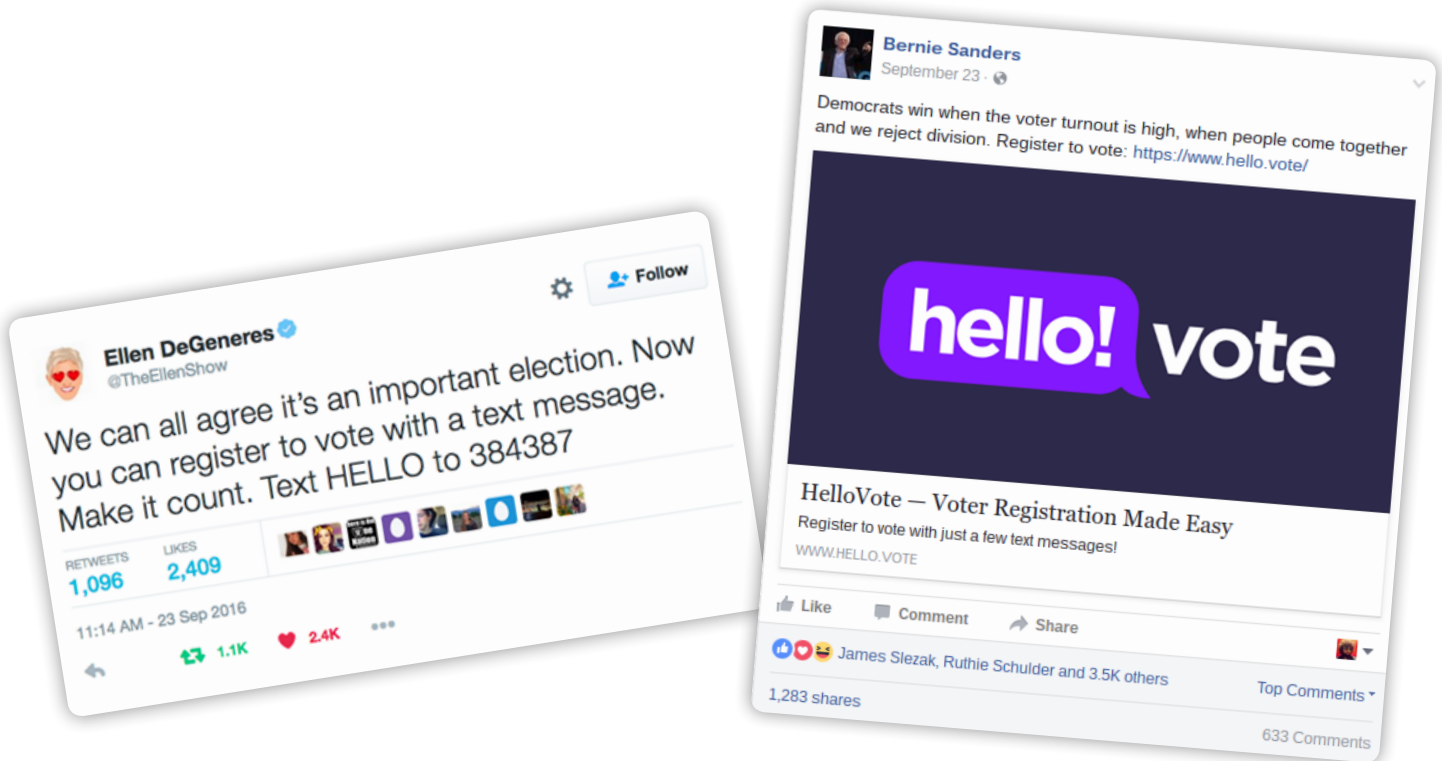 Follow
Ellen DeGeneres
@TheEllenShow
We can all agree it's an important election. Now
you can register to vote with a text message.
Make it count. Text HELLO to 384387
RETWEETS
1,096
LIKES
2,409
11:14 AM - 23 Sep 2016
1.1K
2.4K
Bernie Sanders
September 23 ·
Democrats win when the voter turnout is high, when people come together
and we reject division. Register to vote: https://www.hello.vote/
hello! vote
HelloVote — Voter Registration Made Easy
Register to vote with just a few text messages!
WWW.HELLO.VOTE
Like
Comment
Share
James Slezak, Ruthie Schulder and 3.5K others
Top Comments
1,283 shares
633 Comments